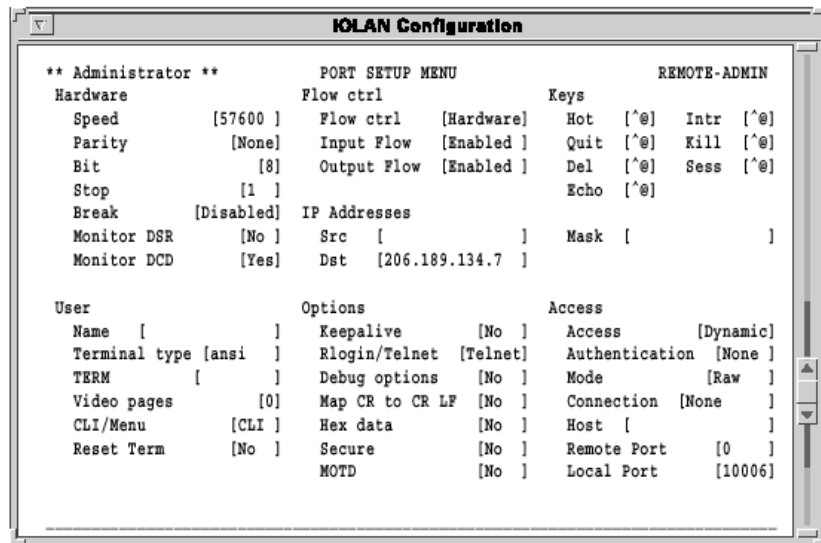 IOLAN Configuration
** Administrator ** PORT SETUP MENU REMOTE-ADMIN
Hardware Flow ctrl Keys
Speed [57600 ] Flow ctrl [Hardware] Hot [^@] Intr [^@]
Parity [None] Input Flow [Enabled ] Quit [^@] Kill [^@]
Bit [8] Output Flow [Enabled ] Del [^@] Sess [^@]
Stop [1 ] Echo [^@]
Break [Disabled] IP Addresses
Monitor DSR [No ] Src [ ] Mask [ ]
Monitor DCD [Yes] Dst [206.189.134.7 ]
User Options Access
Name [ ] Keepalive [No ] Access [Dynamic]
Terminal type [ansi ] Rlogin/Telnet [Telnet] Authentication [None ]
TERM [ ] Debug options [No ] Mode [Raw ]
Video pages [0] Map CR to CR LF [No ] Connection [None ]
CLI/Menu [CLI ] Hex data [No ] Host [ ]
Reset Term [No ] Secure [No ] Remote Port [0 ]
MOTD [No ] Local Port [10006]